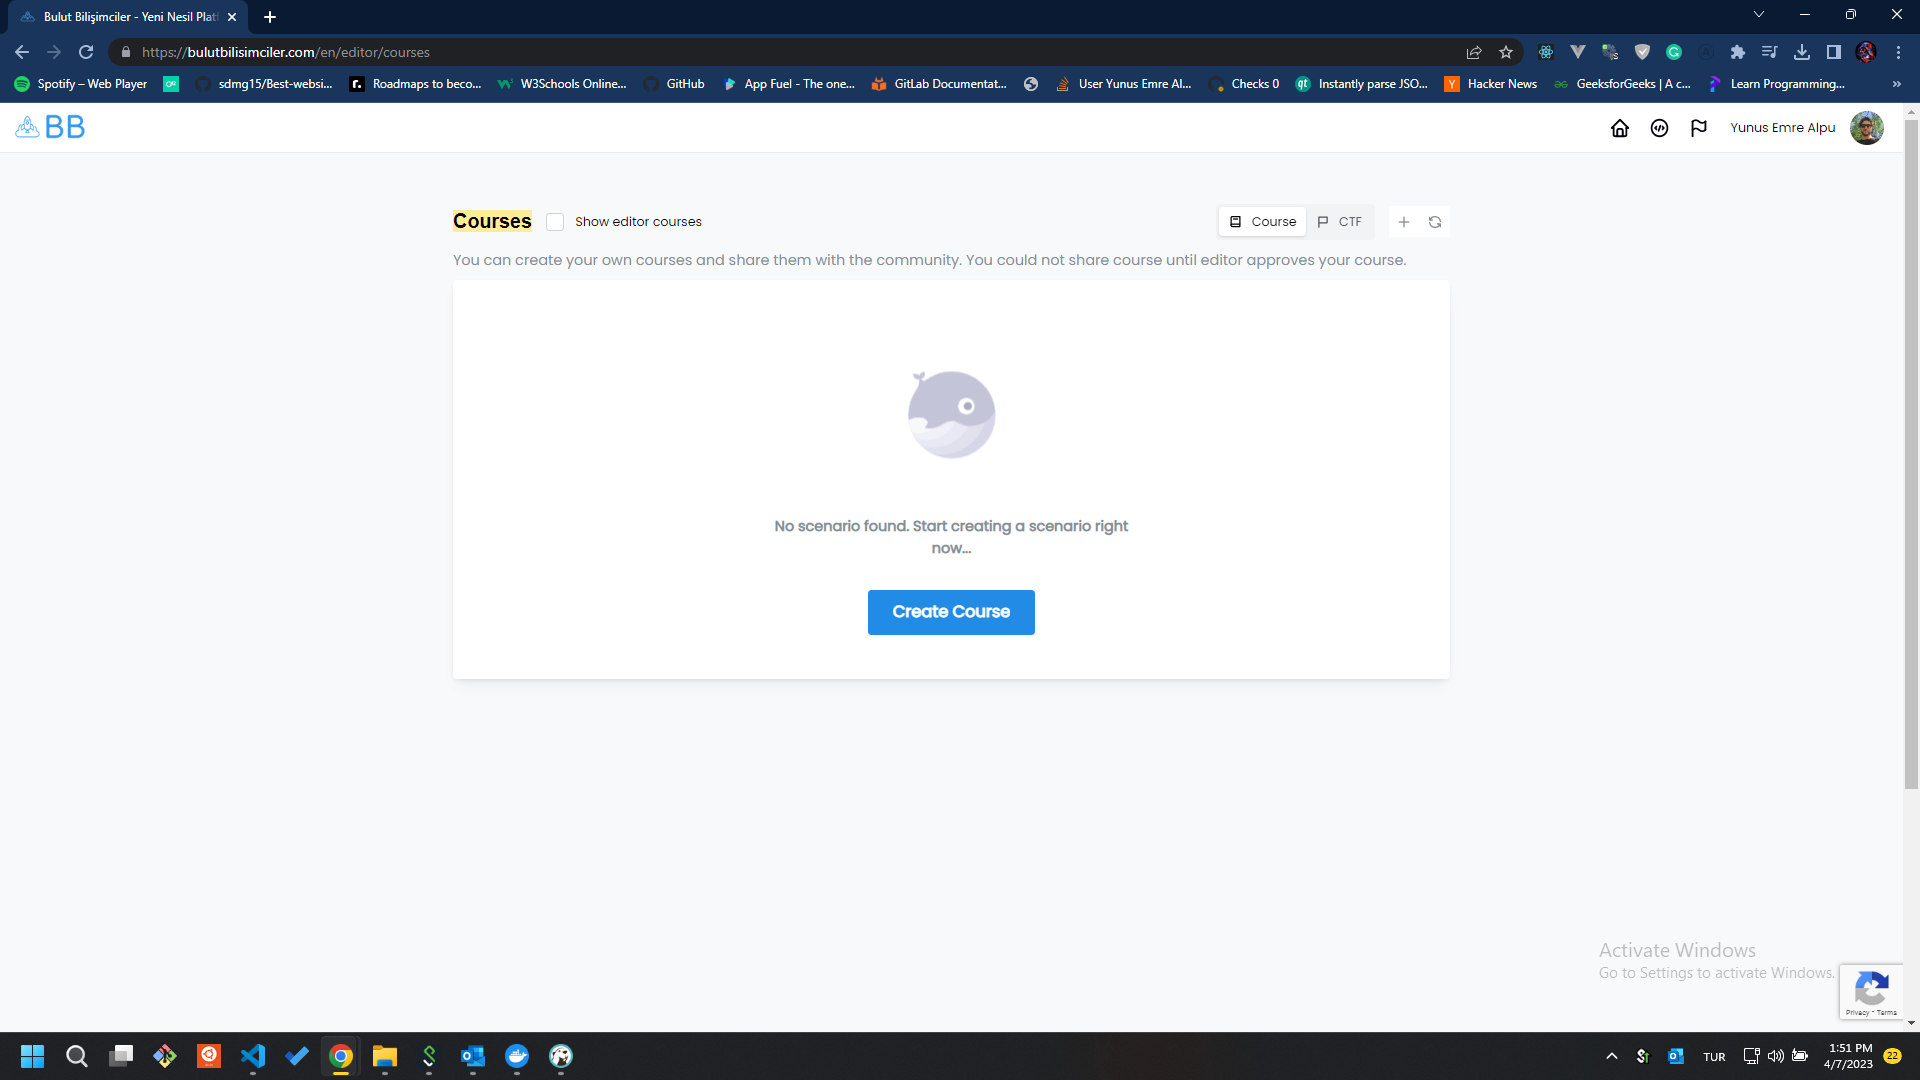 Bulut Bilişimciler - Yeni Nesil Plat
https://bulutbilisimciler.com/en/editor/courses
Spotify – Web Player
sdmg15/Best-websi...
Roadmaps to beco...
W3Schools Online...
GitHub
App Fuel - The one...
GitLab Documentat...
User Yunus Emre Al...
Checks 0
Instantly parse JSO...
Hacker News
GeeksforGeeks | A c...
Learn Programming...
BB
Yunus Emre Alpu
Courses
Show editor courses
Course
CTF
You can create your own courses and share them with the community. You could not share course until editor approves your course.
No scenario found. Start creating a scenario right
now...
Create Course
Activate Windows
Go to Settings to activate Windows.
Privacy - Terms
TUR
1:51 PM
4/7/2023
22